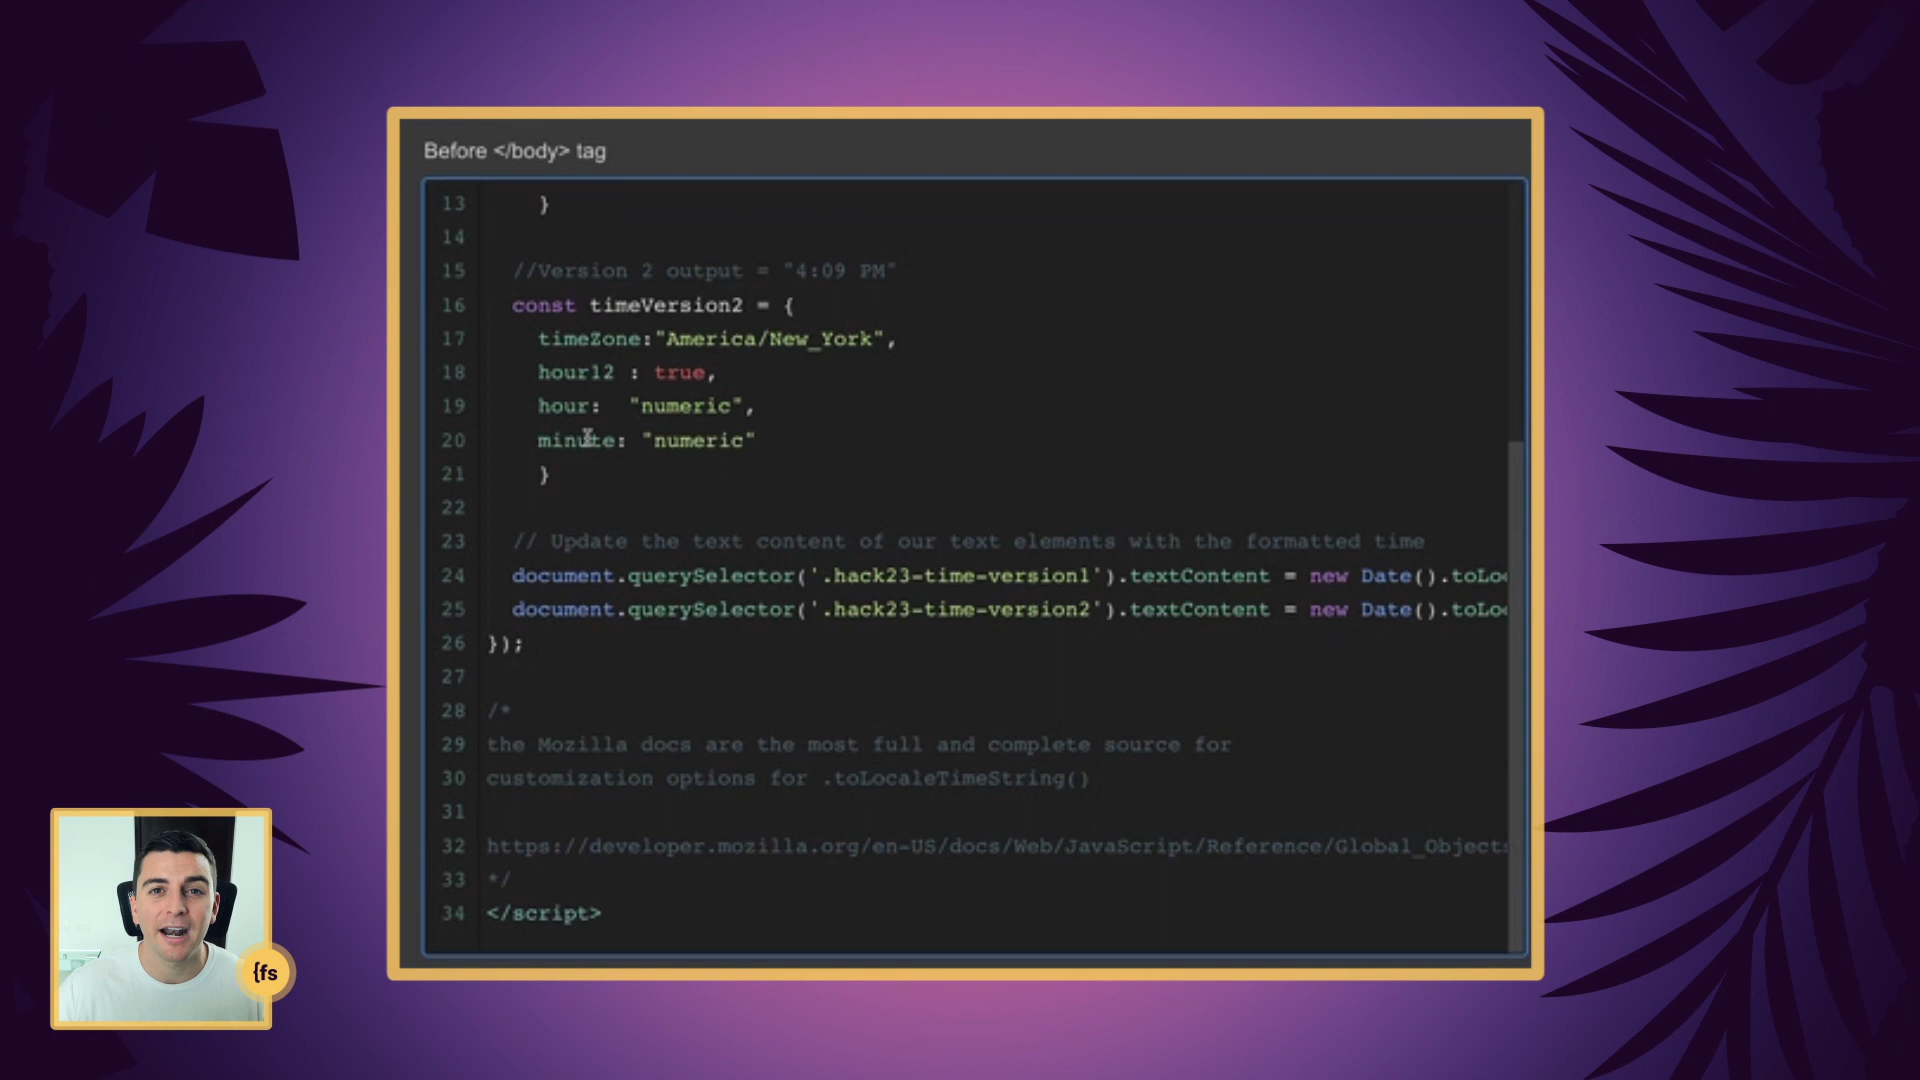 Before </body> tag
13 }
14
15 //Version 2 output = "4:09 PM"
16 const timeVersion2 = {
17 timeZone:"America/New_York",
18 hour12 : true,
19 hour: "numeric",
20 minute: "numeric"
21 }
22
23 // Update the text content of our text elements with the formatted time
24 document.querySelector('.hack23-time-version1').textContent = new Date().toLoc
25 document.querySelector('.hack23-time-version2').textContent = new Date().toLoc
26 });
27
28 /*
29 the Mozilla docs are the most full and complete source for
30 customization options for .toLocaleTimeString()
31
32 https://developer.mozilla.org/en-US/docs/Web/JavaScript/Reference/Global_Objects
33 */
34 </script>
{fs